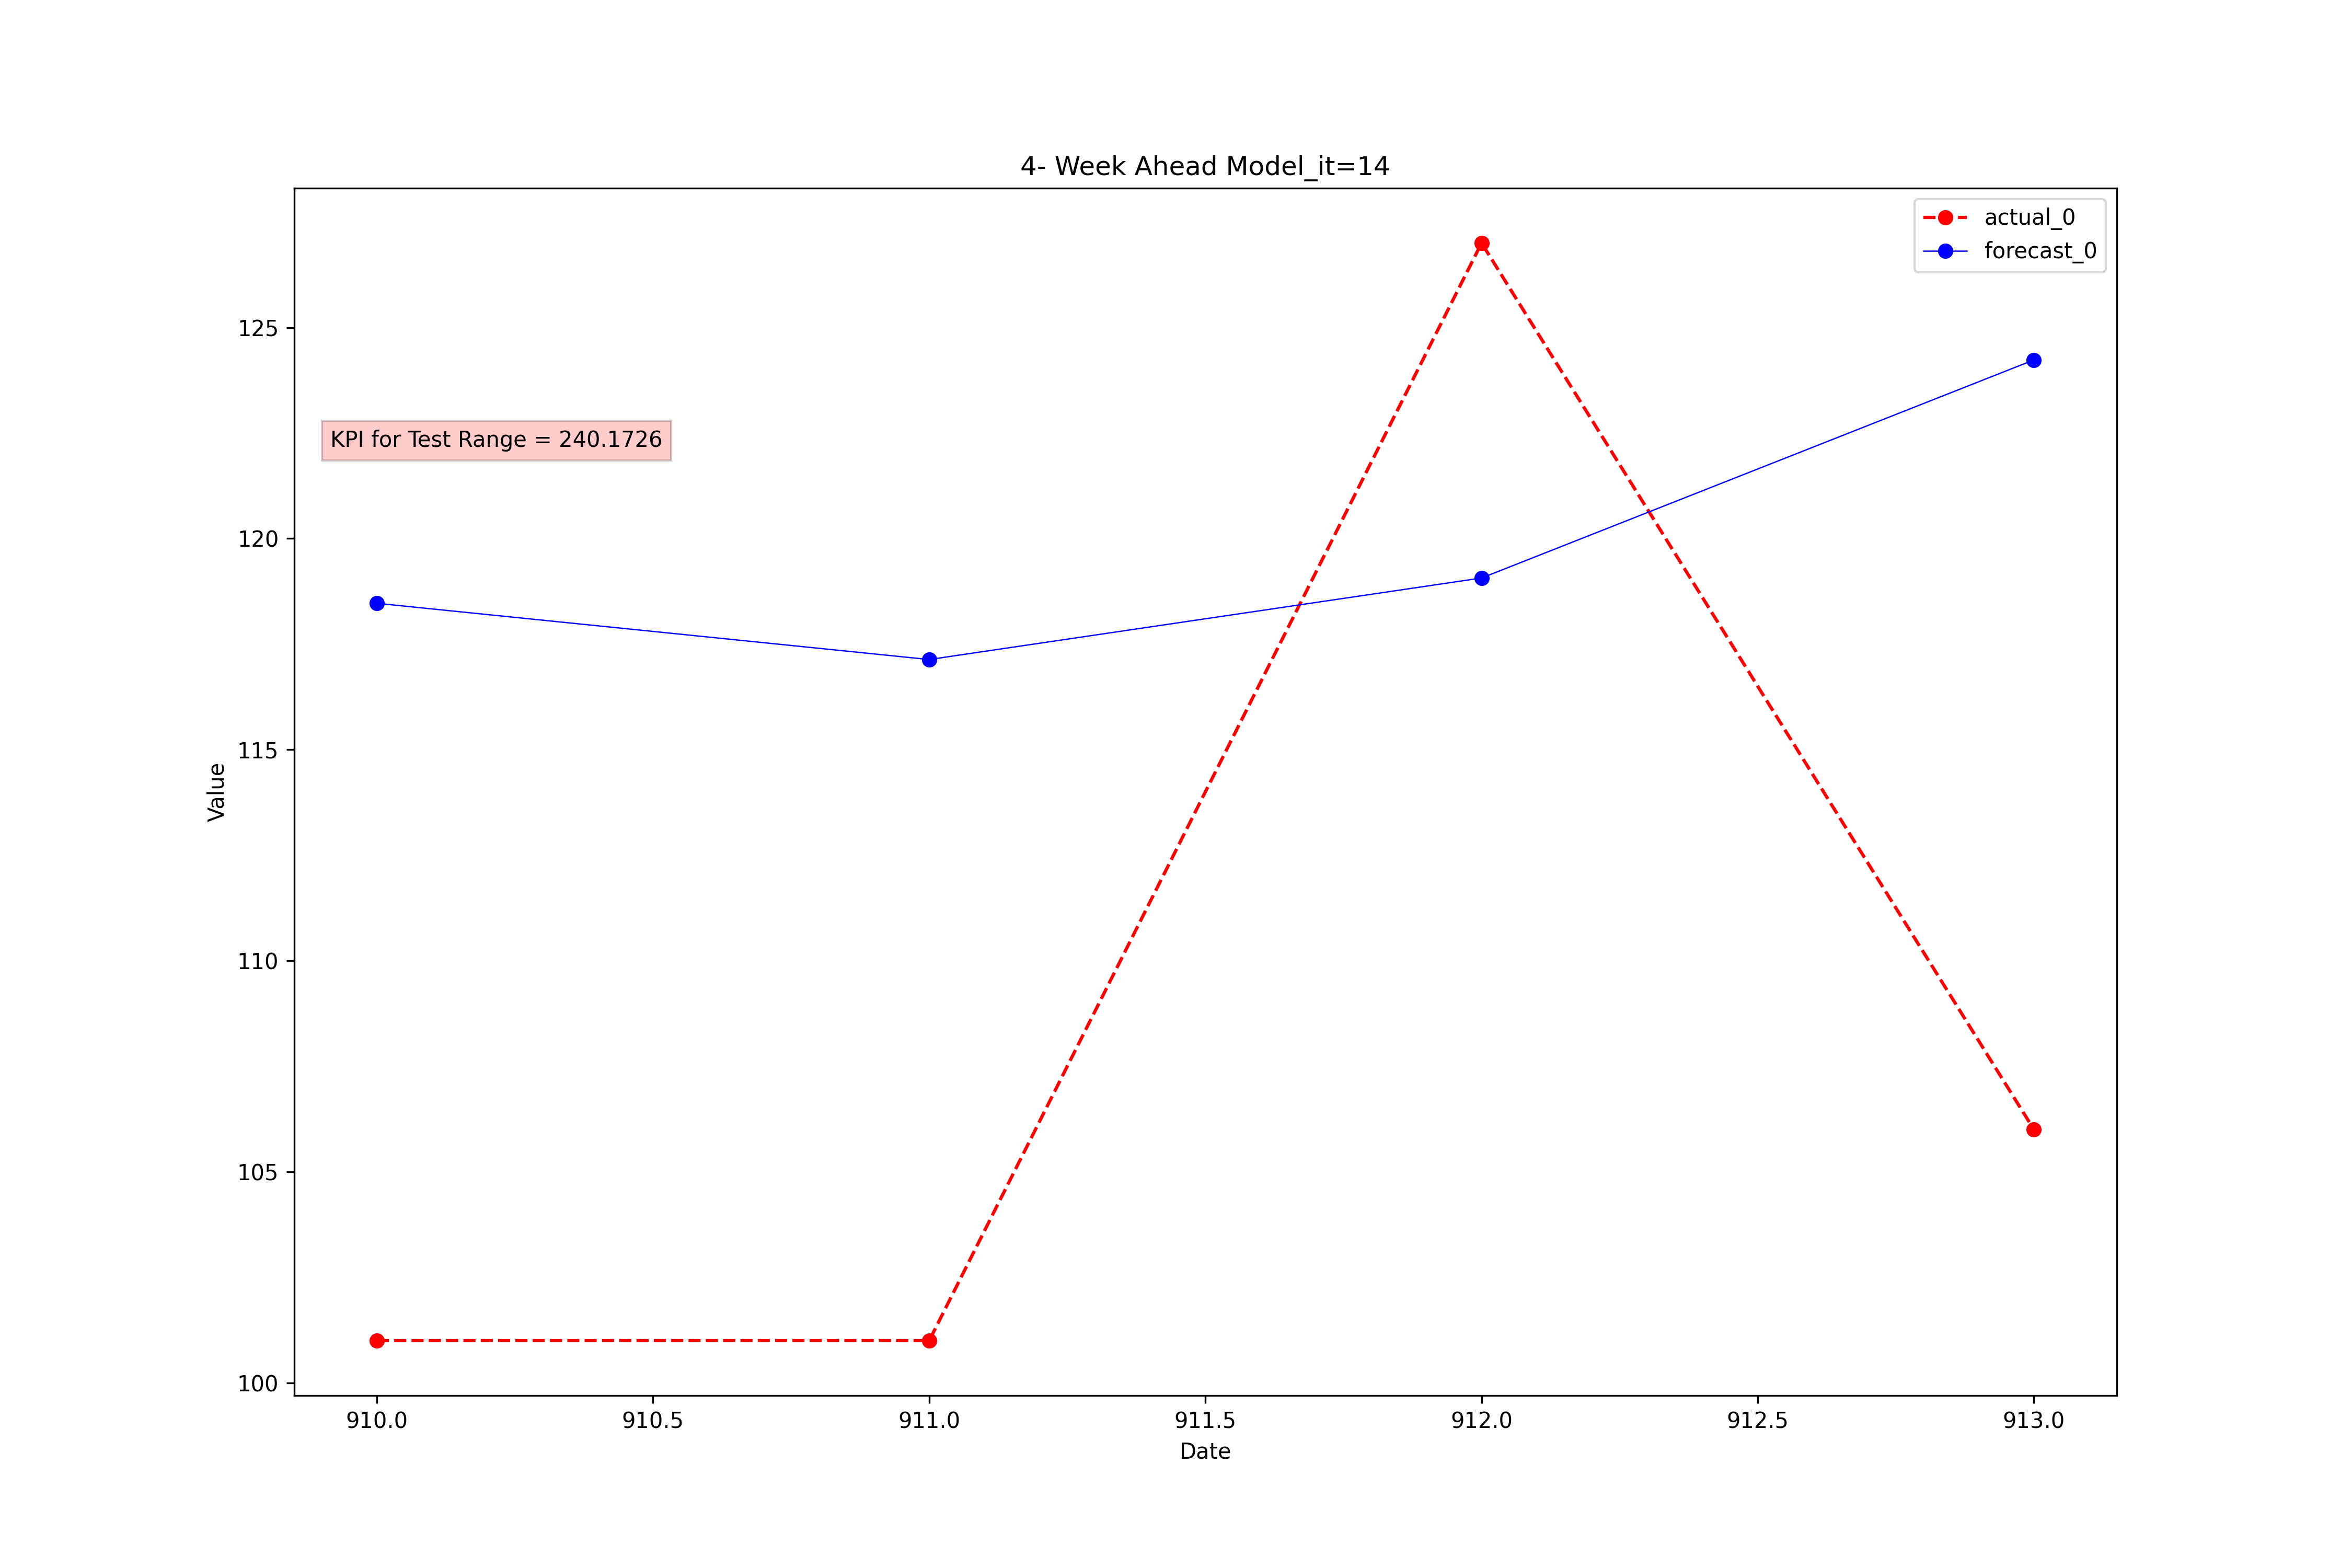 4- Week Ahead Model_it=14
actual_0
forecast_0
KPI for Test Range = 240.1726
Value
125
120
115
110
105
100
910.0 910.5 911.0 911.5 912.0 912.5 913.0
Date